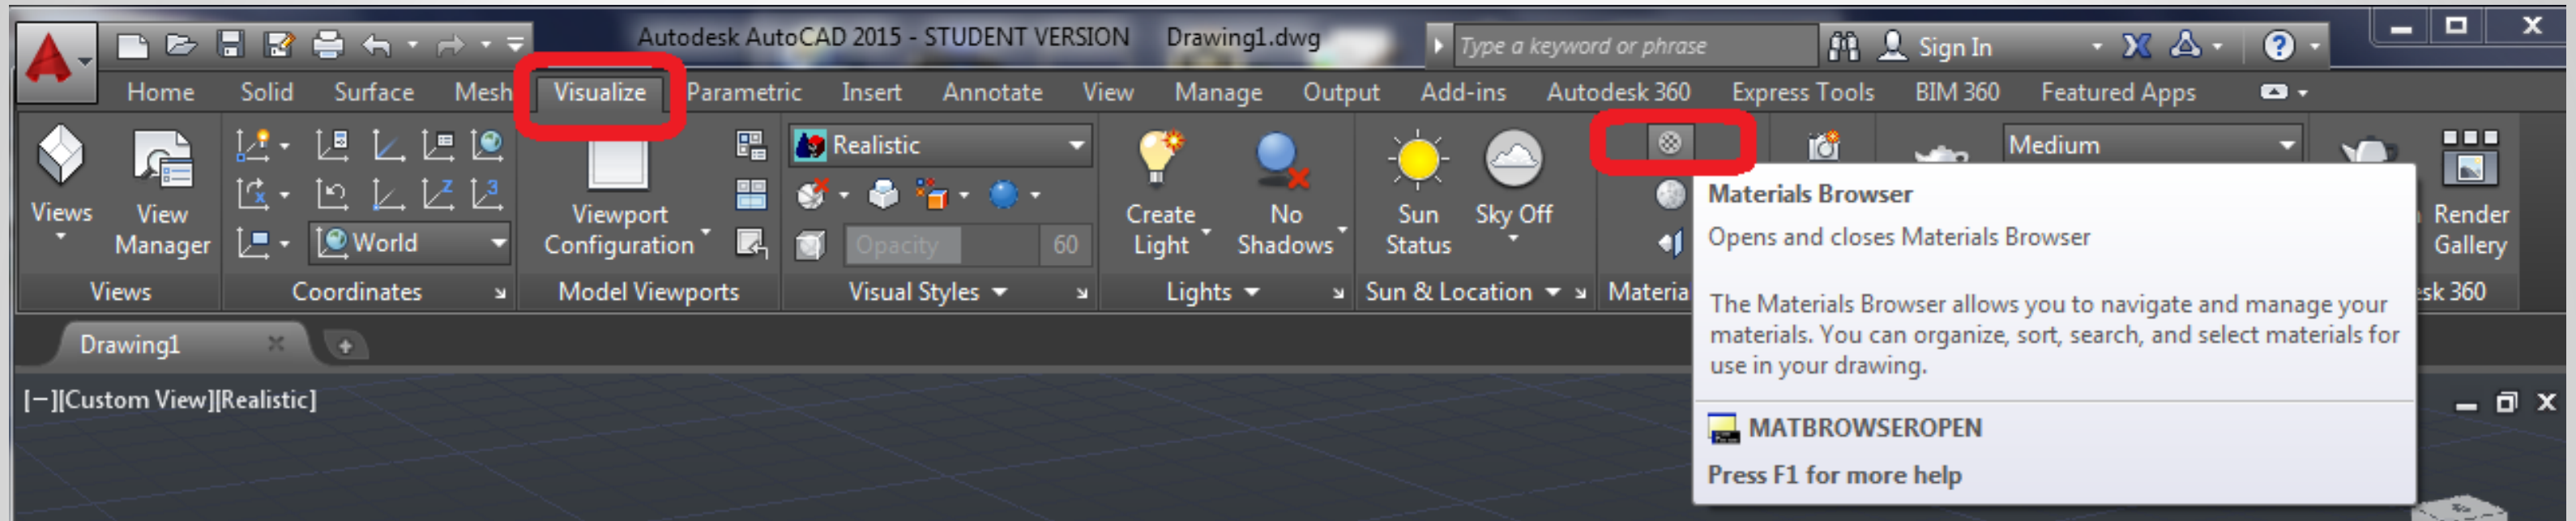 Autodesk AutoCAD 2015 - STUDENT VERSION Drawing1.dwg
Type a keyword or phrase
Sign In
Home Solid Surface Mesh Visualize Parametric Insert Annotate View Manage Output Add-ins Autodesk 360 Express Tools BIM 360 Featured Apps
Views
View
Manager
World
Viewport
Configuration
Realistic
Opacity 60
Create
Light
No
Shadows
Sun
Status
Sky Off
Medium
Render
Gallery
Views Coordinates Model Viewports Visual Styles Lights Sun & Location Materia sk 360
Materials Browser
Opens and closes Materials Browser
The Materials Browser allows you to navigate and manage your
materials. You can organize, sort, search, and select materials for
use in your drawing.
MATBROWSEROPEN
Press F1 for more help
Drawing1
[−][Custom View][Realistic]